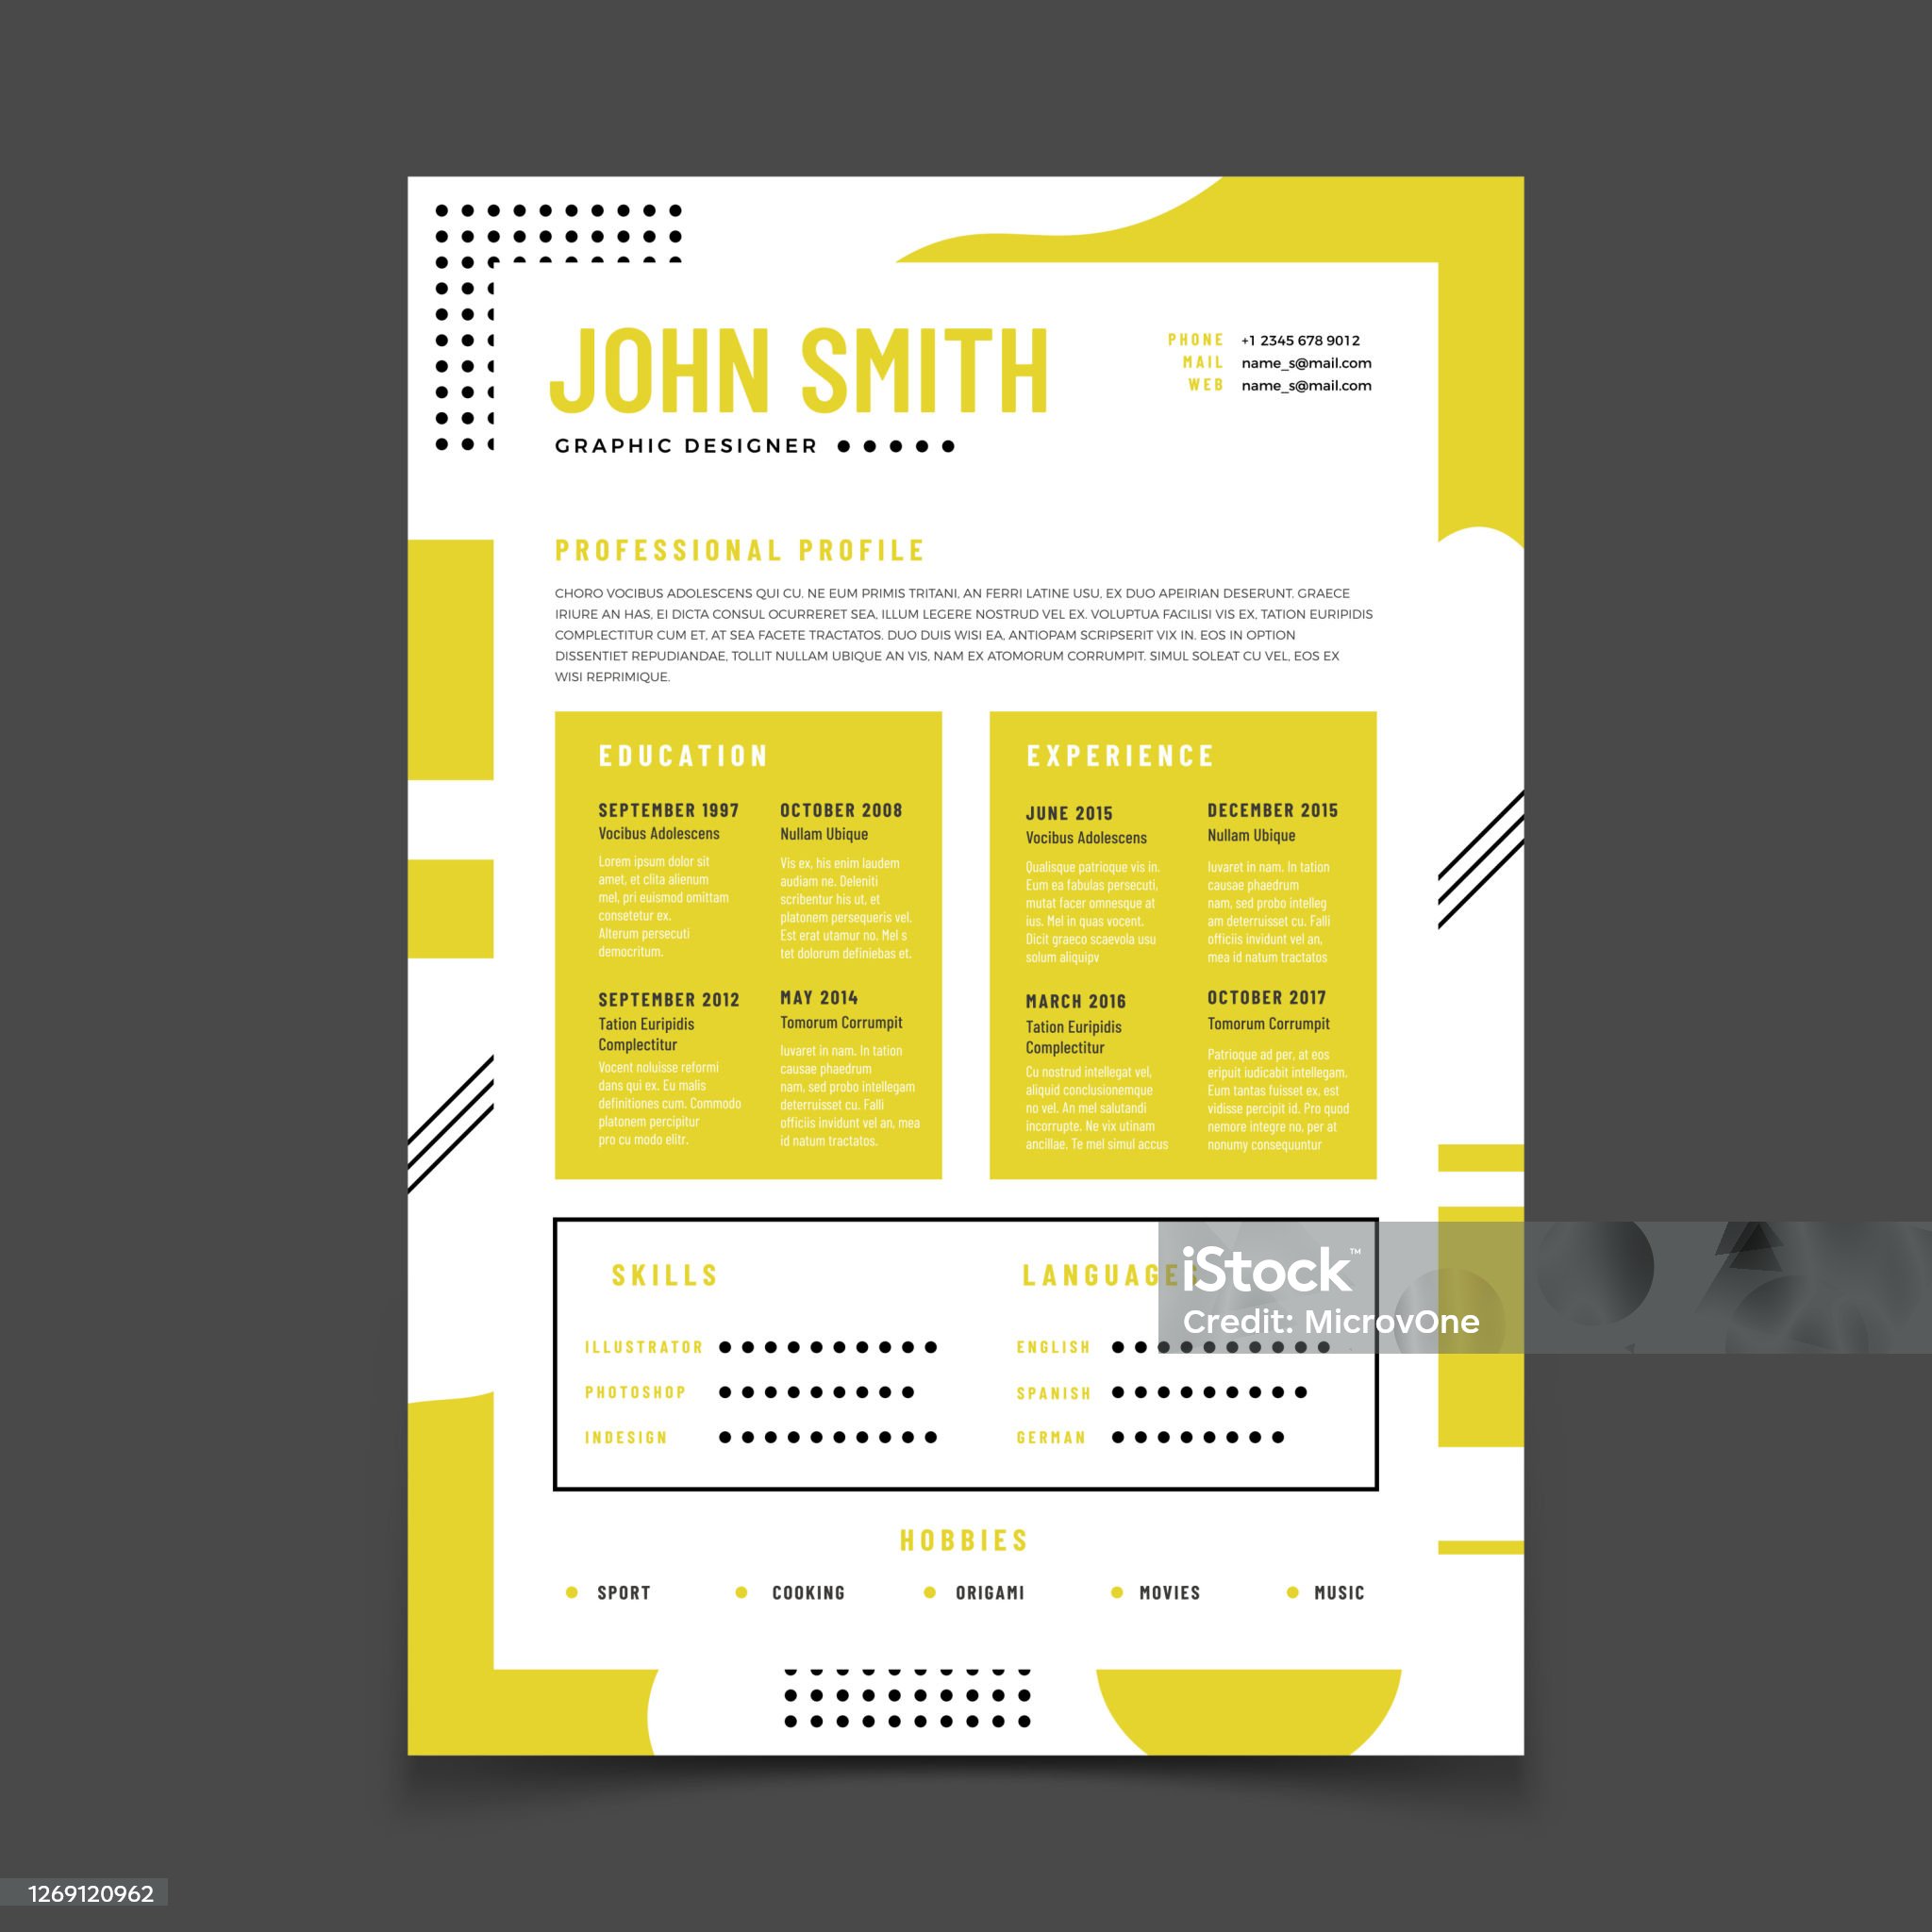 JOHN SMITH
GRAPHIC DESIGNER
PHONE +1 2345 678 9012
MAIL name_s@mail.com
WEB name_s@mail.com
PROFESSIONAL PROFILE
CHORO VOCIBUS ADOLESCENS QUI CU. NE EUM PRIMIS TRITANI, AN FERRI LATINE USU, EX DUO APEIRIAN DESERUNT. GRAECE
IRIURE AN HAS, EI DICTA CONSUL OCURRERET SEA, ILLUM LEGERE NOSTRUD VEL EX. VOLUPTUA FACILISI VIS EX, TATION EURIPIDIS
COMPLECTITUR CUM ET, AT SEA FACETE TRACTATOS. DUO DUIS WISI EA, ANTIOPAM SCRIPSERIT VIX IN. EOS IN OPTION
DISSENTIET REPUDIANDAE, TOLLIT NULLAM UBIQUE AN VIS, NAM EX ATOMORUM CORRUMPIT. SIMUL SOLEAT CU VEL, EOS EX
WISI REPRIMIQUE.
EDUCATION
SEPTEMBER 1997
Vocibus Adolescens
Lorem ipsum dolor sit
amet, et clita alienum
mel, pri euismod omittam
consetetur ex.
Alterum persecuti
democritum.
OCTOBER 2008
Nullam Ubique
Vis ex, his enim laudem
audiam ne. Deleniti
scribentur his ut, et
platonem persequeris vel.
Est erat utamur no. Mel s
tet dolorum definiebas et.
SEPTEMBER 2012
Tation Euripidis
Complectitur
Vocent noluisse reformi
dans qui ex. Eu malis
definitiones cum. Commodo
platonem percipitur
pro cu modo elitr.
MAY 2014
Tomorum Corrumpit
Iuvaret in nam. In tation
causae phaedrum
nam, sed probo intellegam
deterruisset cu. Falli
officiis invidunt vel an, mea
id natum tractatos.
EXPERIENCE
JUNE 2015
Vocibus Adolescens
Qualisque patrioque vis in.
Eum ea fabulas persecuti,
mutat facer omnesque at
ius. Mel in quas vocent.
Dicit graeco scaevola usu
solum aliquipv
DECEMBER 2015
Nullam Ubique
Iuvaret in nam. In tation
causae phaedrum
nam, sed probo intelleg
am deterruisset cu. Falli
officiis invidunt vel an,
mea id natum tractatos
MARCH 2016
Tation Euripidis
Complectitur
Cu nostrud intellegat vel,
aliquid conclusionemque
no vel. An mel salutandi
incorrupte. Ne vix utinam
ancillae. Te mel simul accus
OCTOBER 2017
Tomorum Corrumpit
Patrioque ad per, at eos
eripuit iudicabit intellegam.
Eum tantas fuisset ex, est
vidisse percipit id. Pro quod
nemore integre no, per at
nonumy consequuntur
SKILLS
ILLUSTRATOR
PHOTOSHOP
INDESIGN
LANGUAGES
ENGLISH
SPANISH
GERMAN
iStock™
Credit: MicrovOne
HOBBIES
SPORT COOKING ORIGAMI MOVIES MUSIC
1269120962